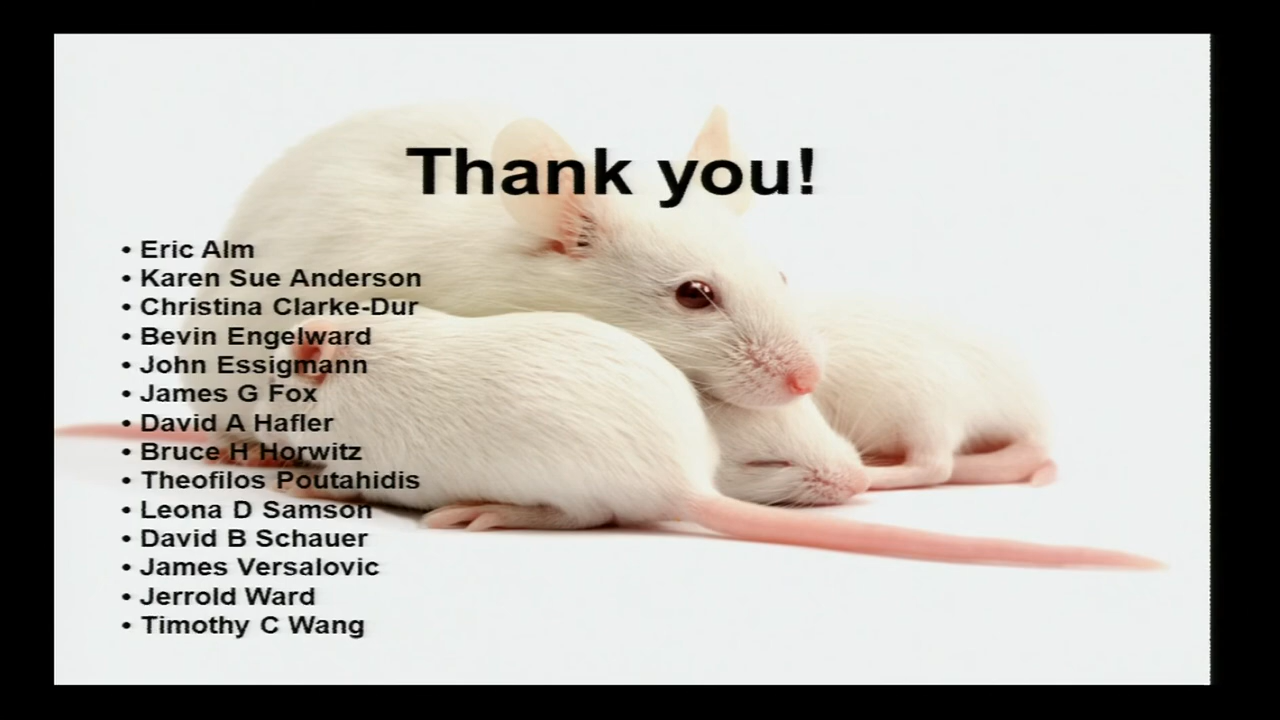 Thank you!
• Eric Alm
• Karen Sue Anderson
• Christina Clarke-Dur
• Bevin Engelward
• John Essigmann
• James G Fox
• David A Hafler
• Bruce H Horwitz
• Theofilos Poutahidis
• Leona D Samson
• David B Schauer
• James Versalovic
• Jerrold Ward
• Timothy C Wang